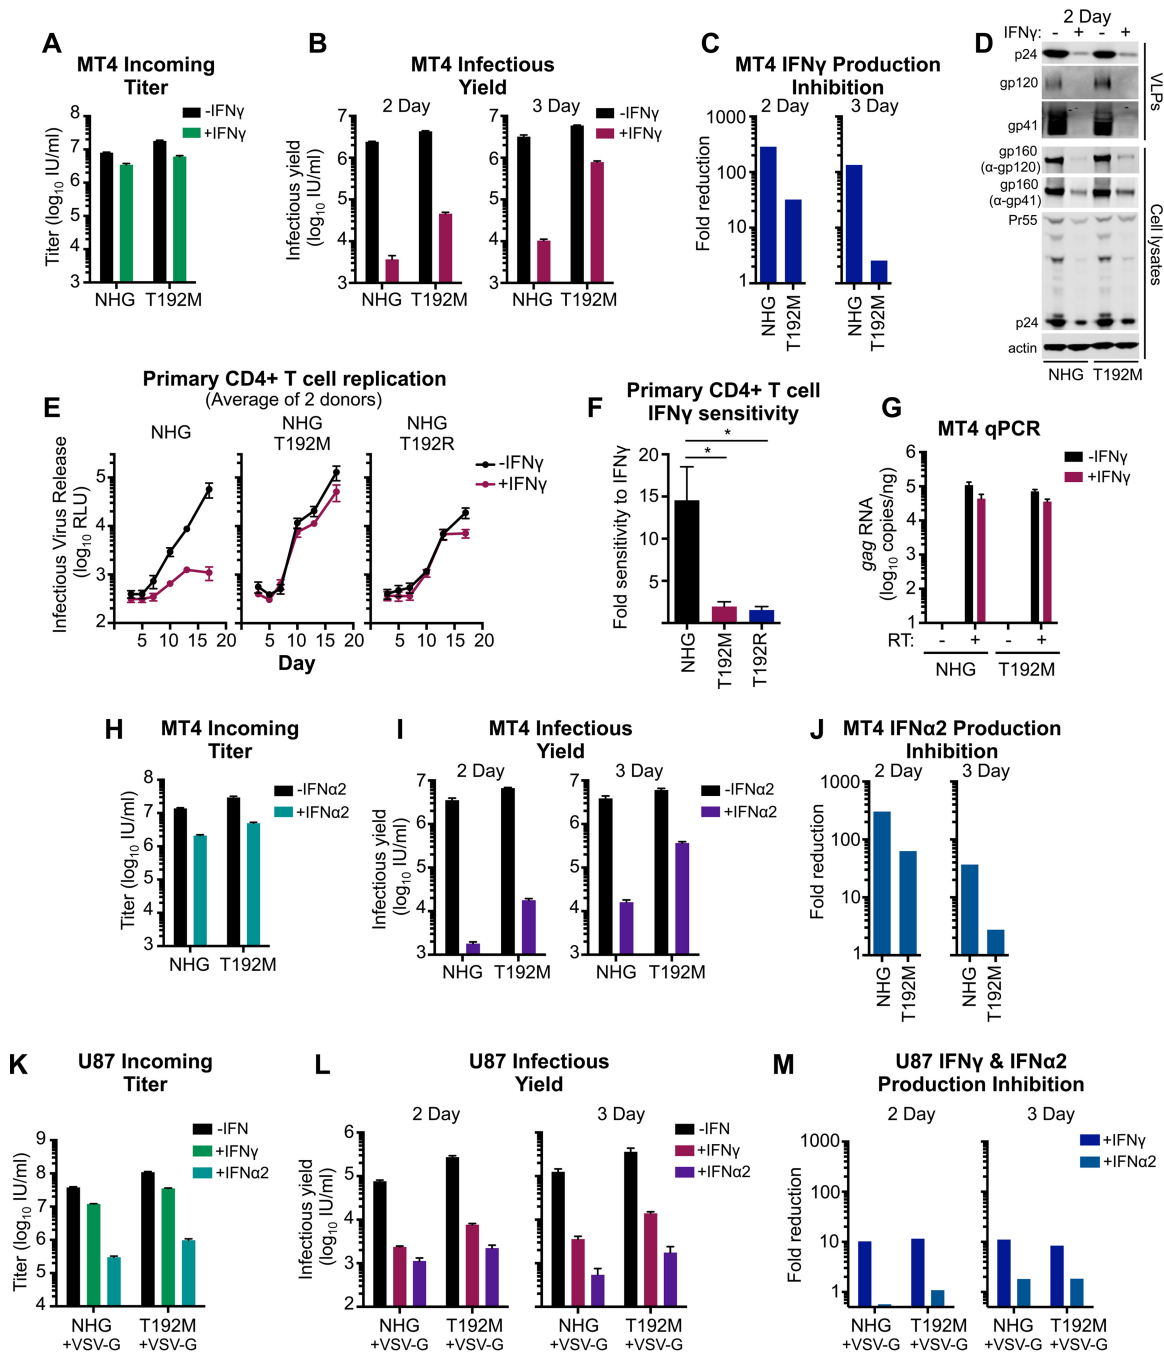 A
MT4 Incoming
Titer
Titer (log10 IU/ml)
8
7
6
5
4
3
-IFNγ
+IFNγ
NHG T192M
B
MT4 Infectious
Yield
2 Day 3 Day
Infectious yield
(log10 IU/ml)
7
6
5
4
3
7
6
5
4
3
-IFNγ
+IFNγ
NHG T192M NHG T192M
C
MT4 IFNγ Production
Inhibition
2 Day 3 Day
Fold reduction
1000
100
10
1
NHG
T192M
NHG
T192M
D
2 Day
IFNγ: - + - +
p24
gp120
gp41
VLPs
gp160
(α-gp120)
gp160
(α-gp41)
Pr55
p24
actin
Cell lysates
NHG T192M
E
Primary CD4+ T cell replication
(Average of 2 donors)
NHG
NHG
T192M
NHG
T192R
-IFNγ
+IFNγ
Infectious Virus Release
(log10 RLU)
5
4
3
2
5 10 15 20 5 10 15 20 5 10 15 20
Day
F
Primary CD4+ T cell
IFNγ sensitivity
*
*
Fold sensitivity to IFNγ
20
15
10
5
NHG
T192M
T192R
G
MT4 qPCR
-IFNγ
+IFNγ
gag RNA
(log10 copies/ng)
6
5
4
3
2
1
RT: - + - +
NHG T192M
H
MT4 Incoming
Titer
Titer (log10 IU/ml)
8
7
6
5
4
3
-IFNα2
+IFNα2
NHG T192M
I
MT4 Infectious
Yield
2 Day 3 Day
Infectious yield
(log10 IU/ml)
7
6
5
4
3
7
6
5
4
3
-IFNα2
+IFNα2
NHG T192M NHG T192M
J
MT4 IFNα2 Production
Inhibition
2 Day 3 Day
Fold reduction
1000
100
10
1
NHG
T192M
NHG
T192M
K
U87 Incoming
Titer
Titer (log10 IU/ml)
9
8
7
6
5
4
-IFN
+IFNγ
+IFNα2
NHG T192M
+VSV-G +VSV-G
L
U87 Infectious
Yield
2 Day 3 Day
Infectious yield
(log10 IU/ml)
6
5
4
3
2
-IFN
+IFNγ
+IFNα2
NHG T192M NHG T192M
+VSV-G +VSV-G +VSV-G +VSV-G
M
U87 IFNγ & IFNα2
Production Inhibition
2 Day 3 Day
Fold reduction
1000
100
10
1
+IFNγ
+IFNα2
NHG T192M NHG T192M
+VSV-G +VSV-G +VSV-G +VSV-G